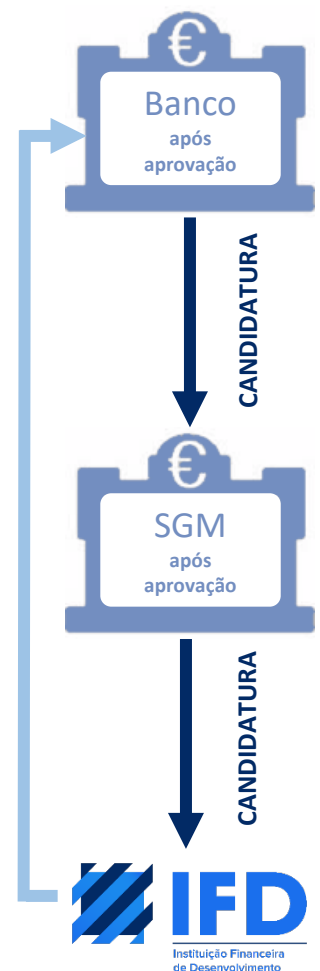 €
Banco
após
aprovação
CANDIDATURA
€
SGM
após
aprovação
CANDIDATURA
IFD
Instituição Financeira
de Desenvolvimento